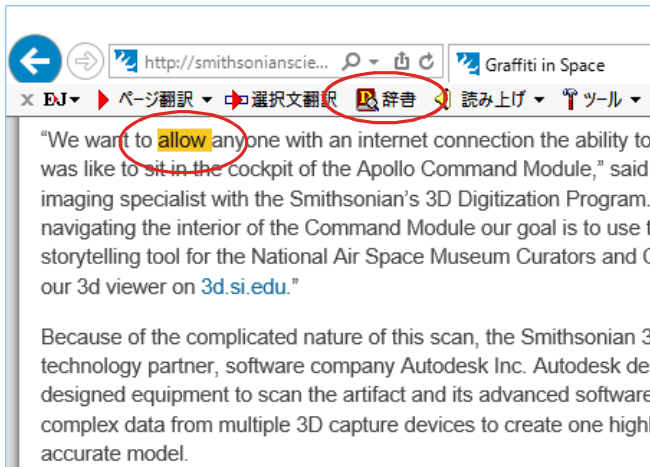 http://smithsonianscie... Graffiti in Space
× E›J ページ翻訳 選択文翻訳 辞書 読み上げ ツール
“We want to allow anyone with an internet connection the ability to
was like to sit in the cockpit of the Apollo Command Module,” said
imaging specialist with the Smithsonian’s 3D Digitization Program.
navigating the interior of the Command Module our goal is to use
storytelling tool for the National Air Space Museum Curators and
our 3d viewer on 3d.si.edu.”
Because of the complicated nature of this scan, the Smithsonian
technology partner, software company Autodesk Inc. Autodesk
designed equipment to scan the artifact and its advanced software
complex data from multiple 3D capture devices to create one
accurate model.